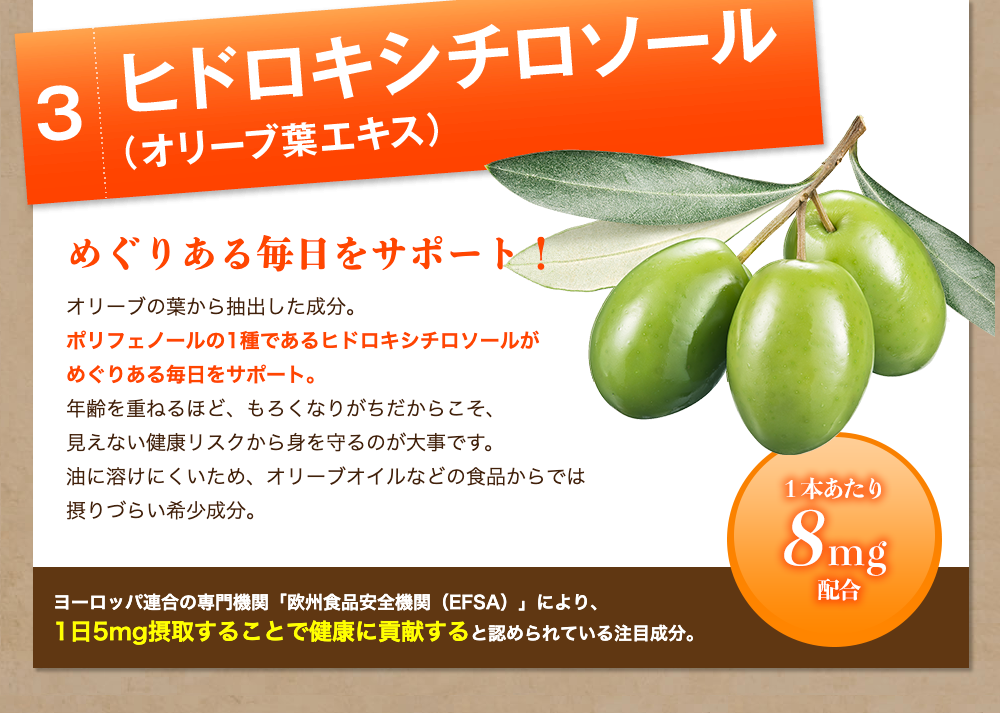 3
ヒドロキシチロソール
（オリーブ葉エキス）
めぐりある毎日をサポート！
オリーブの葉から抽出した成分。
ポリフェノールの1種であるヒドロキシチロソールが
めぐりある毎日をサポート。
年齢を重ねるほど、もろくなりがちだからこそ、
見えない健康リスクから身を守るのが大事です。
油に溶けにくいため、オリーブオイルなどの食品からでは
摂りづらい希少成分。
1本あたり
8mg
配合
ヨーロッパ連合の専門機関「欧州食品安全機関（EFSA）」により、
1日5mg摂取することで健康に貢献すると認められている注目成分。